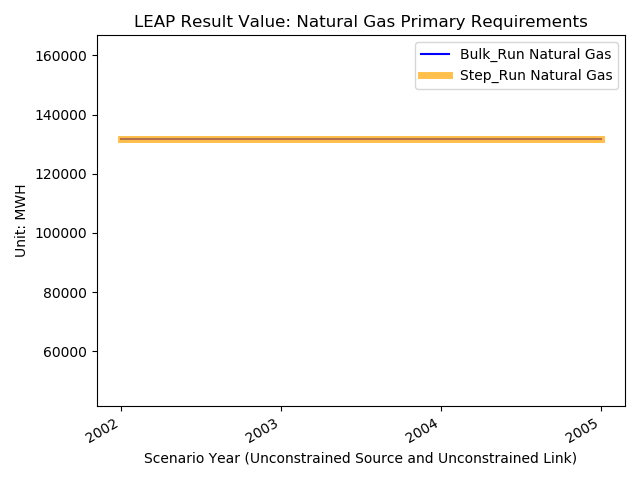 LEAP Result Value: Natural Gas Primary Requirements
Bulk_Run Natural Gas
Step_Run Natural Gas
160000
140000
120000
100000
80000
60000
Unit: MWH
2002
2003
2004
2005
Scenario Year (Unconstrained Source and Unconstrained Link)